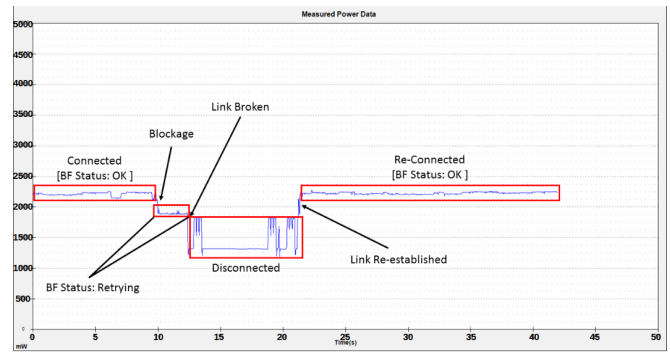 Measured Power Data
5000
4500
4000
3500
3000
2500
2000
1500
1000
500
0
mW
Link Broken
Blockage
Connected
[BF Status: OK ]
Re-Connected
[BF Status: OK ]
Disconnected
Link Re-established
BF Status: Retrying
0 5 10 15 20 25 30 35 40 45 50
Time(s)